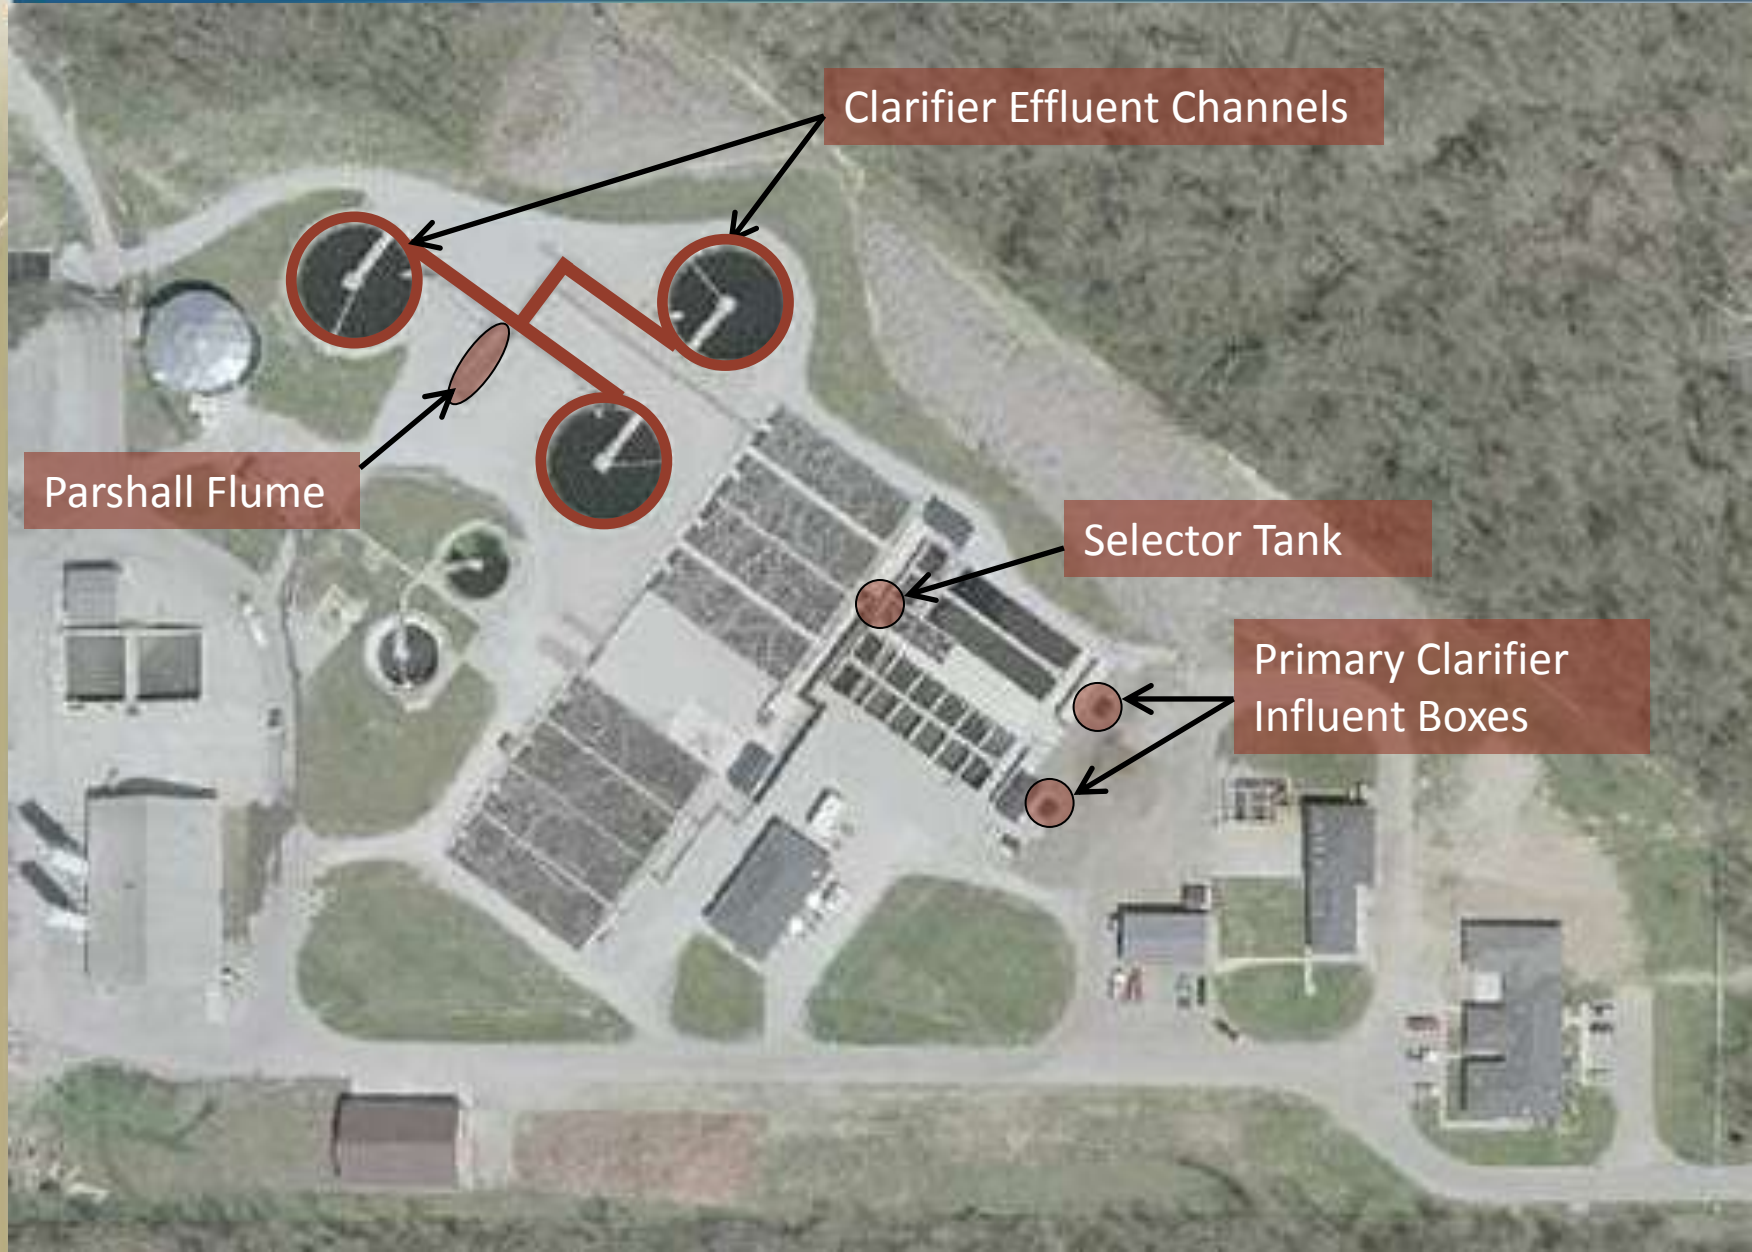 Clarifier Effluent Channels
Parshall Flume
Selector Tank
Primary Clarifier
Influent Boxes